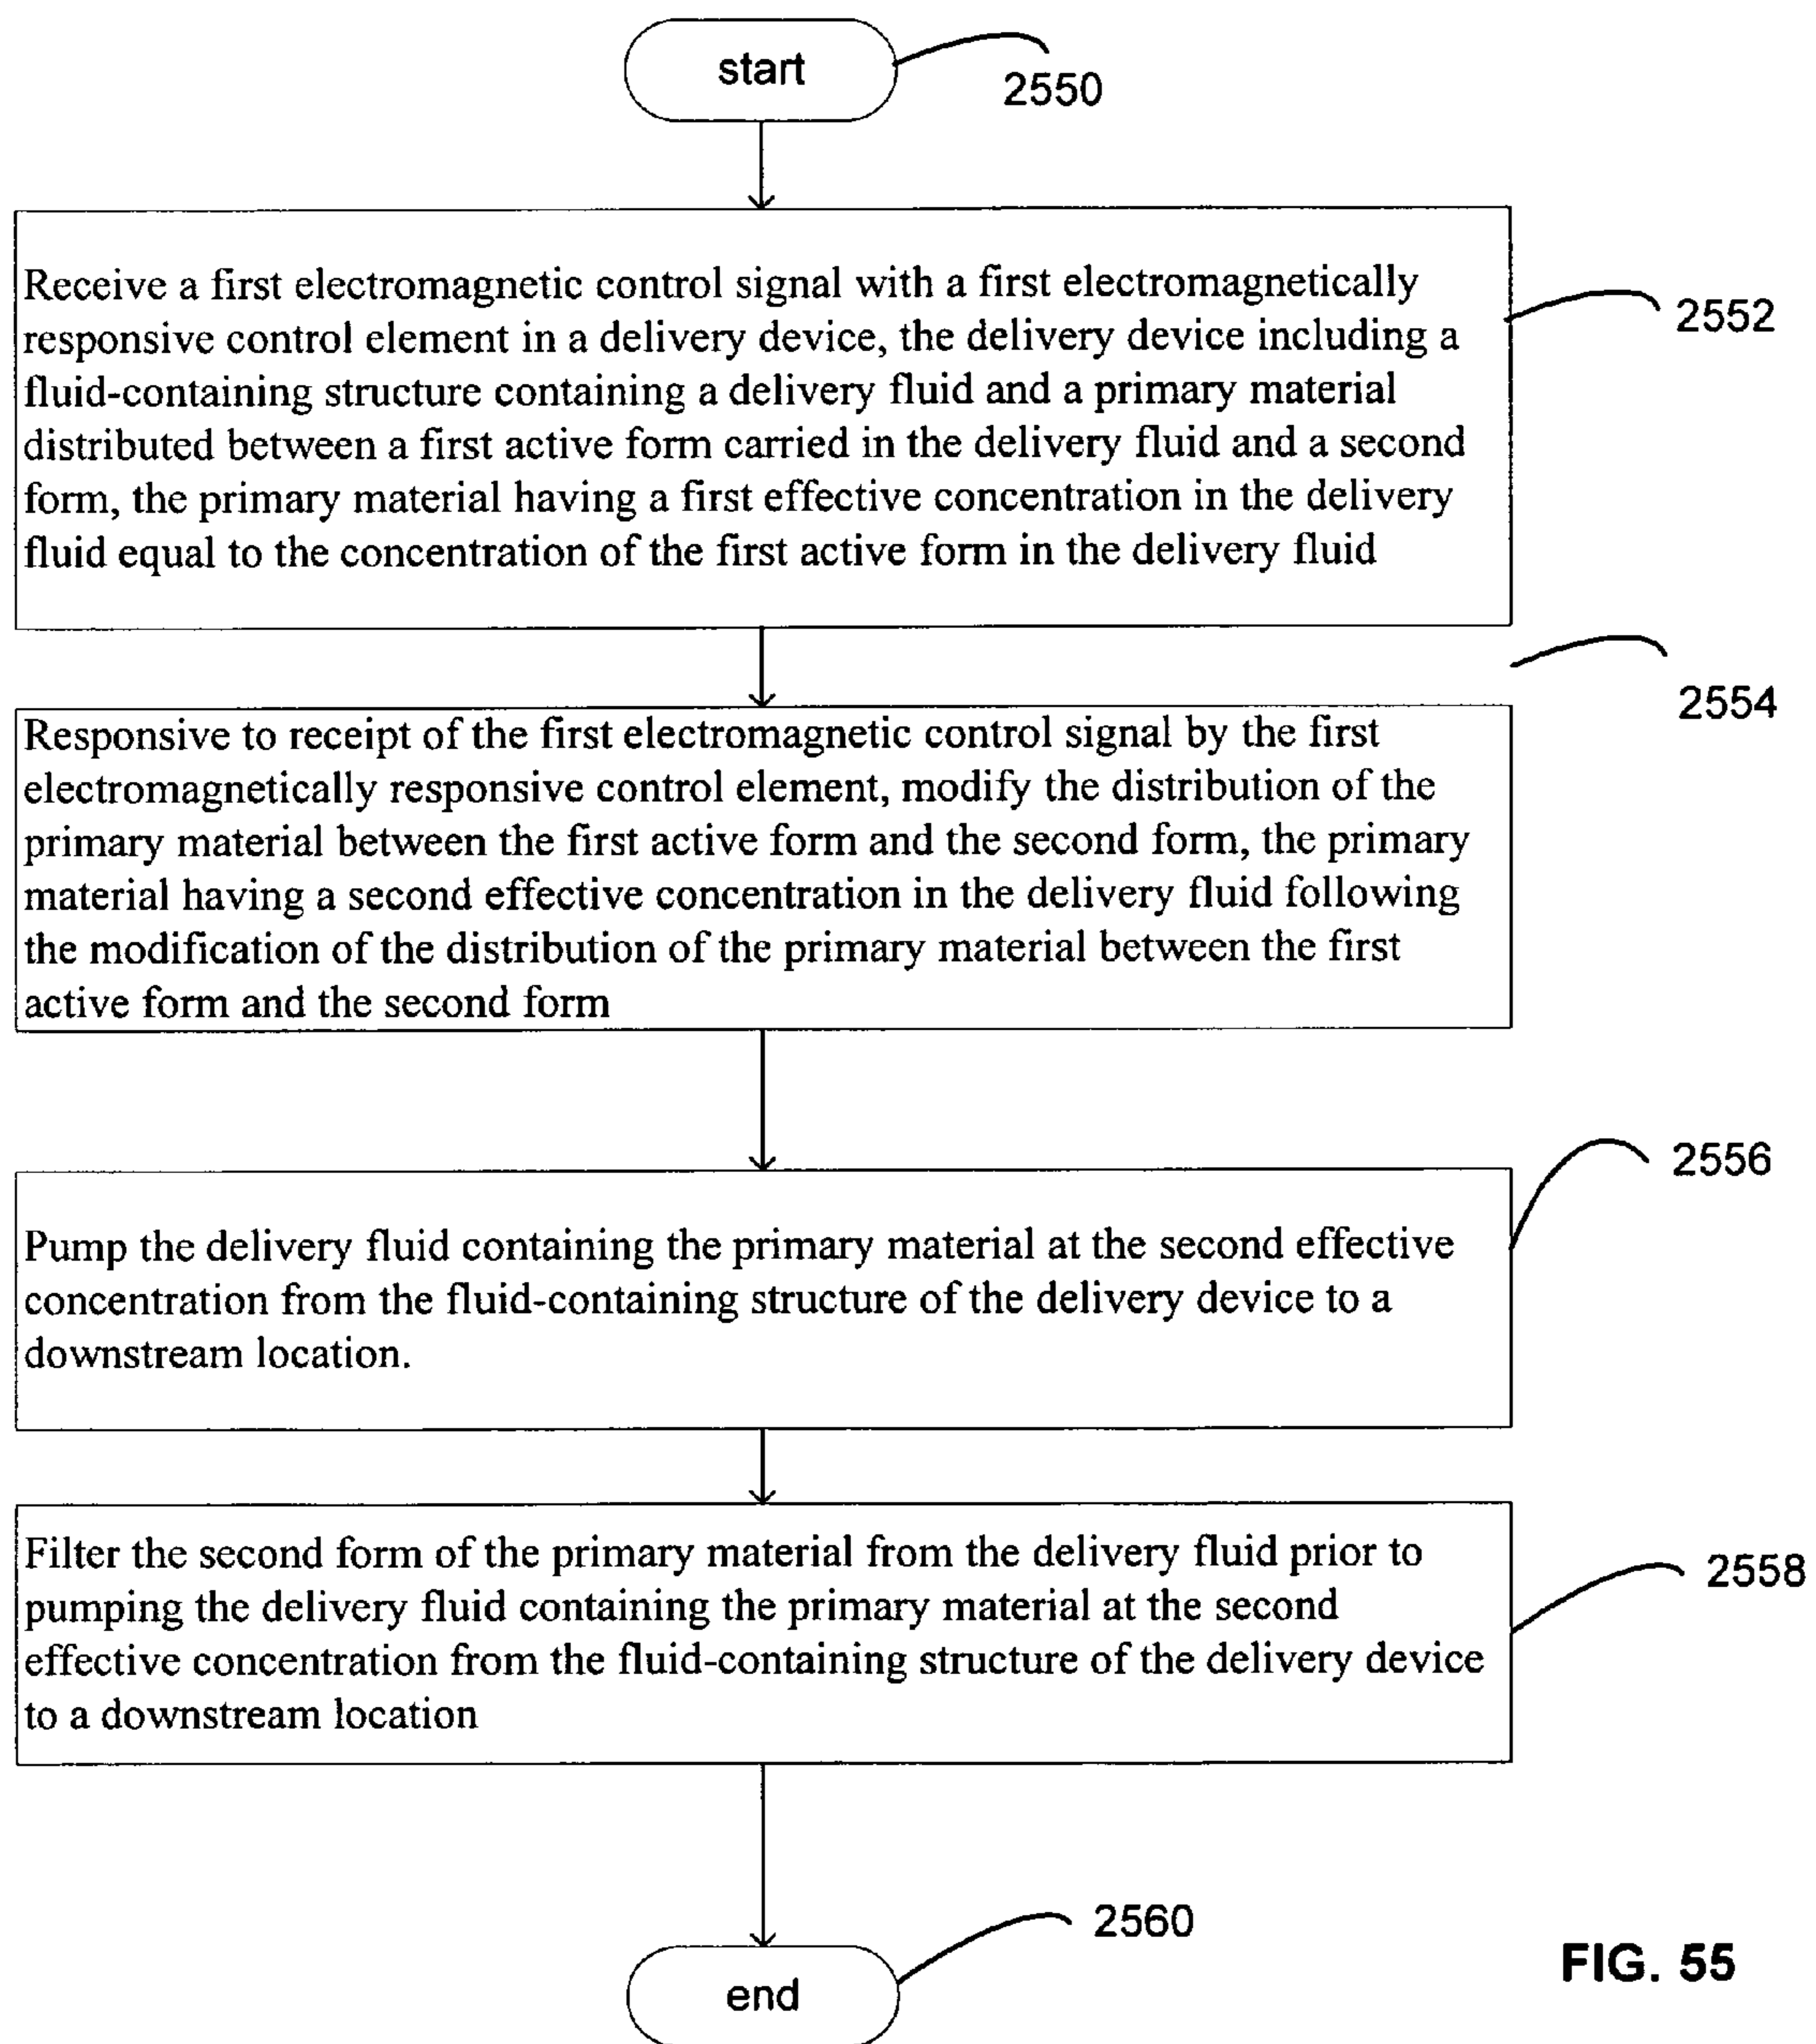 start
2550
Receive a first electromagnetic control signal with a first electromagnetically
responsive control element in a delivery device, the delivery device including a
fluid-containing structure containing a delivery fluid and a primary material
distributed between a first active form carried in the delivery fluid and a second
form, the primary material having a first effective concentration in the delivery
fluid equal to the concentration of the first active form in the delivery fluid
2552
2554
Responsive to receipt of the first electromagnetic control signal by the first
electromagnetically responsive control element, modify the distribution of the
primary material between the first active form and the second form, the primary
material having a second effective concentration in the delivery fluid following
the modification of the distribution of the primary material between the first
active form and the second form
2556
Pump the delivery fluid containing the primary material at the second effective
concentration from the fluid-containing structure of the delivery device to a
downstream location.
Filter the second form of the primary material from the delivery fluid prior to
pumping the delivery fluid containing the primary material at the second
effective concentration from the fluid-containing structure of the delivery device
to a downstream location
2558
2560
end
FIG. 55